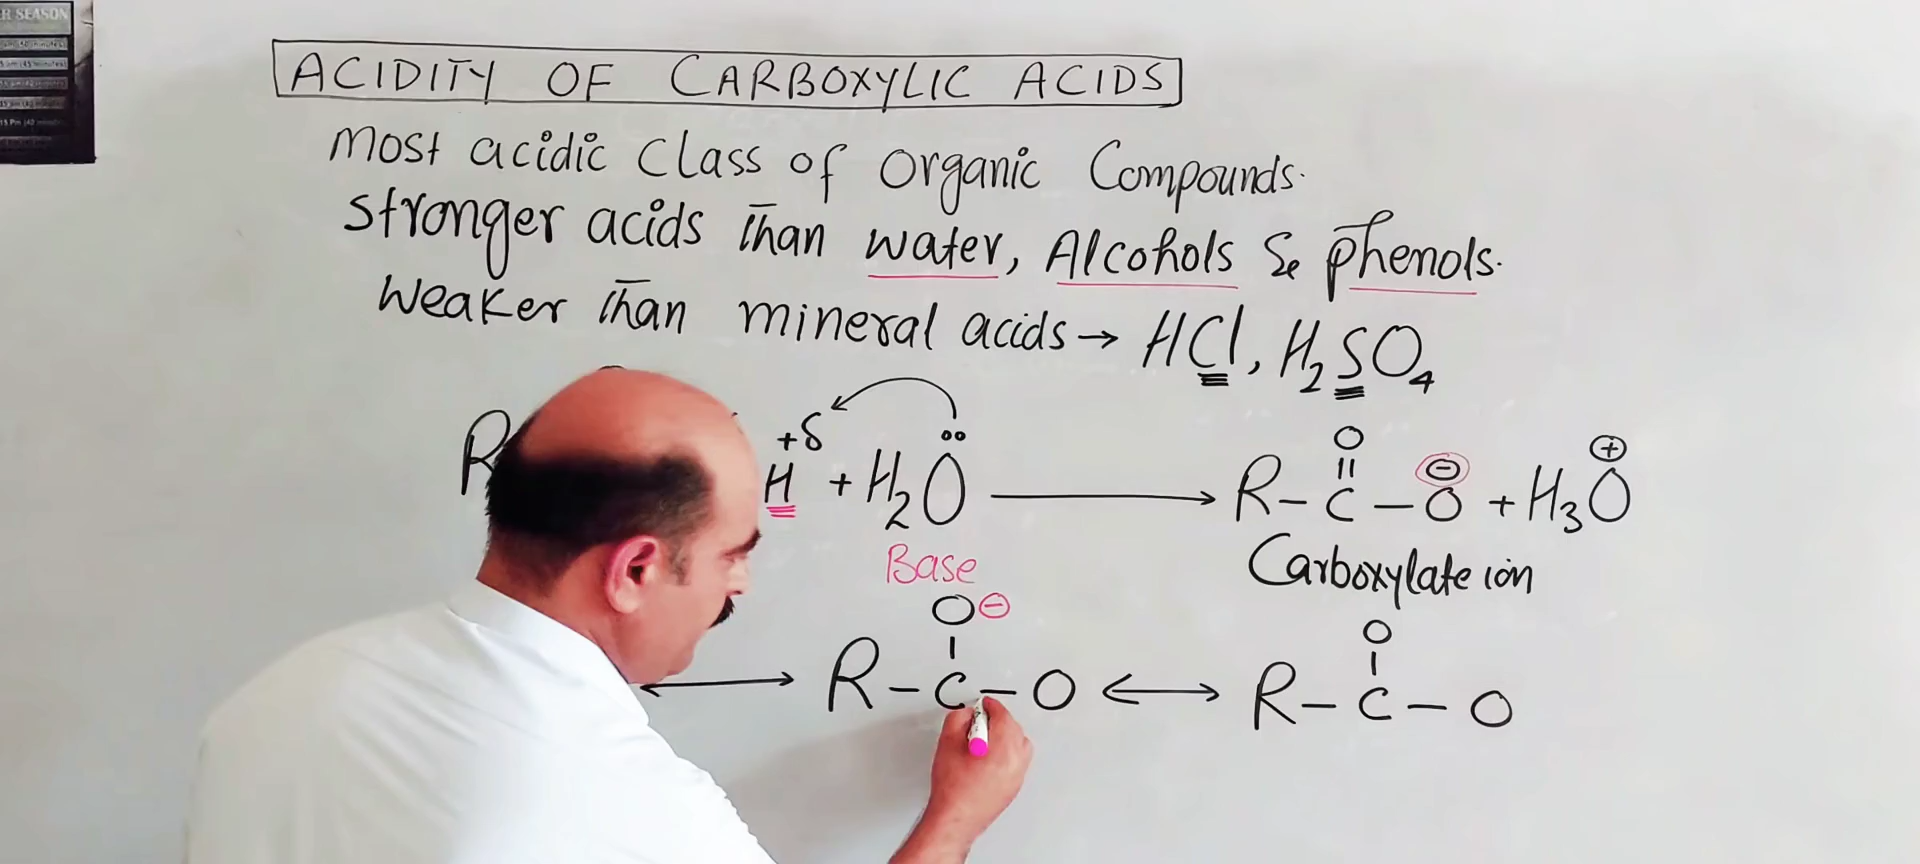 R SEASON
ACIDITY OF CARBOXYLIC ACIDS
most acidic Class of Organic Compounds.
stronger acids than water, Alcohols & phenols.
Weaker than mineral acids → HCl, H2SO4
R H +δ + H2O ⟶ R – C – O ⊖ + H3O ⊕
O
||
Base
Carboxylate ion
O ⊖
O
⟷ R – C – O ⟷ R – C – O